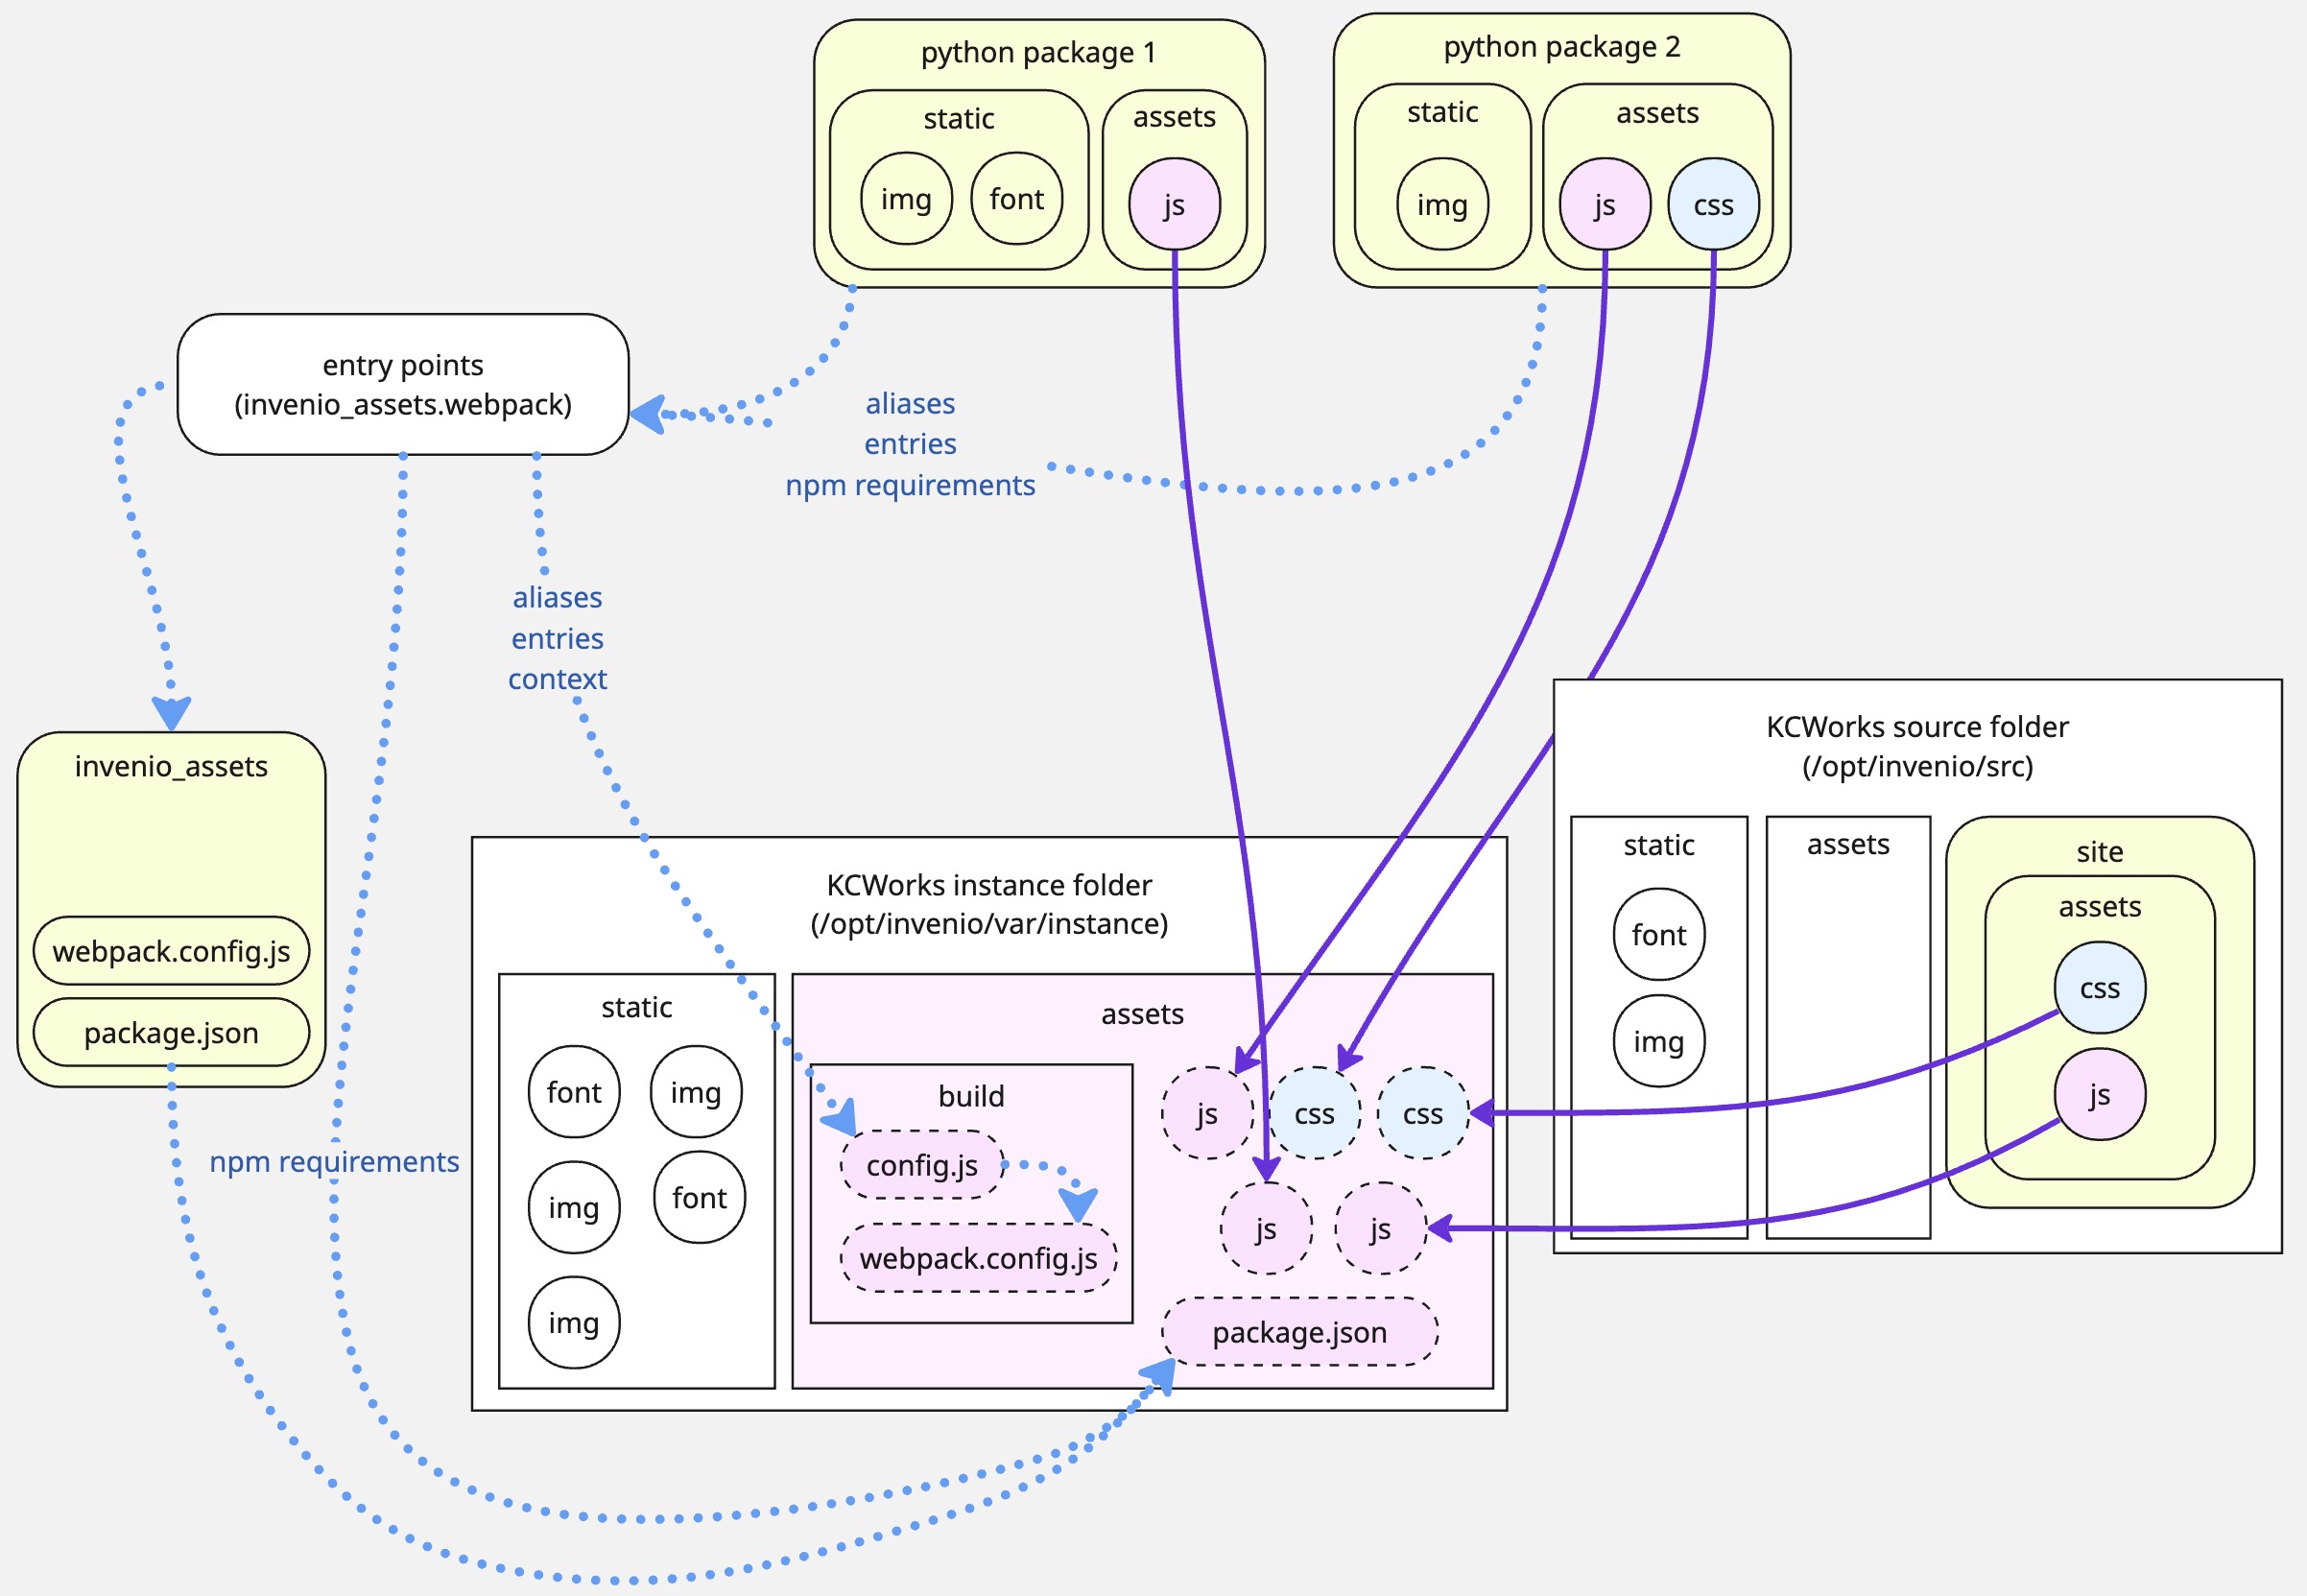 python package 1
static
img
font
assets
js
python package 2
static
img
assets
js
css
entry points
(invenio_assets.webpack)
aliases
entries
npm requirements
aliases
entries
context
invenio_assets
webpack.config.js
package.json
npm requirements
KCWorks instance folder
(/opt/invenio/var/instance)
static
font
img
img
font
img
assets
build
config.js
webpack.config.js
js
css
css
js
js
package.json
KCWorks source folder
(/opt/invenio/src)
static
font
img
assets
site
assets
css
js